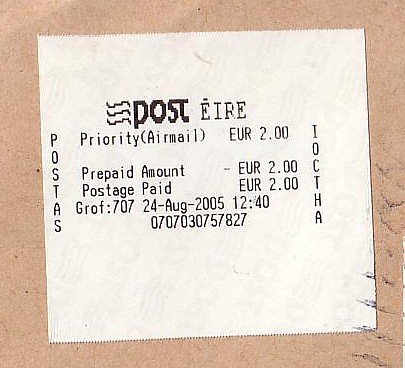 post ÉIRE
Priority(Airmail) EUR 2.00
Prepaid Amount - EUR 2.00
Postage Paid EUR 2.00
Grof:707 24-Aug-2005 12:40
0707030757827
POSTAS
IOCTHA